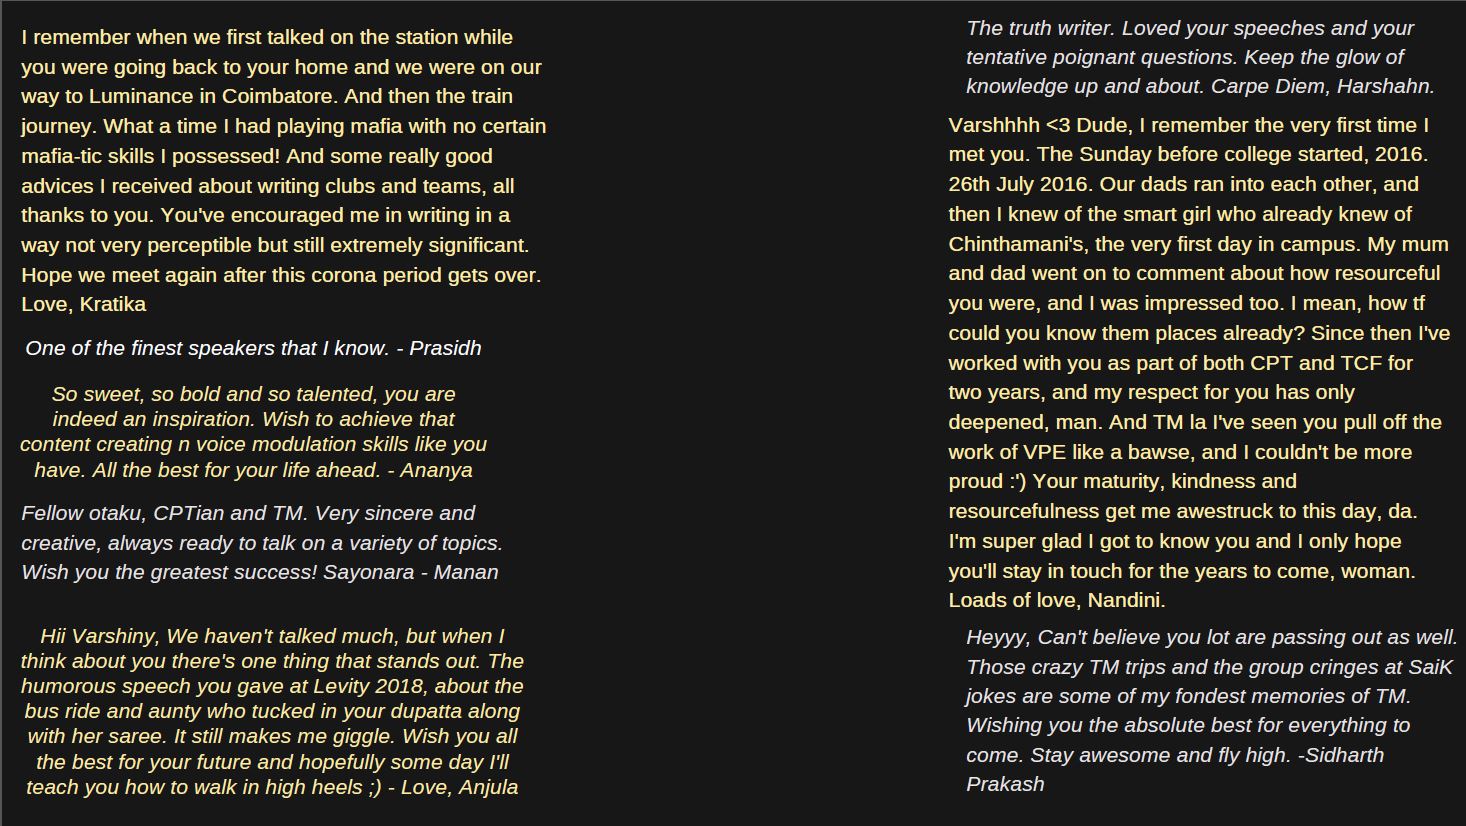 I remember when we first talked on the station while
you were going back to your home and we were on our
way to Luminance in Coimbatore. And then the train
journey. What a time I had playing mafia with no certain
mafia-tic skills I possessed! And some really good
advices I received about writing clubs and teams, all
thanks to you. You've encouraged me in writing in a
way not very perceptible but still extremely significant.
Hope we meet again after this corona period gets over.
Love, Kratika
One of the finest speakers that I know. - Prasidh
So sweet, so bold and so talented, you are
indeed an inspiration. Wish to achieve that
content creating n voice modulation skills like you
have. All the best for your life ahead. - Ananya
Fellow otaku, CPTian and TM. Very sincere and
creative, always ready to talk on a variety of topics.
Wish you the greatest success! Sayonara - Manan
Hii Varshiny, We haven't talked much, but when I
think about you there's one thing that stands out. The
humorous speech you gave at Levity 2018, about the
bus ride and aunty who tucked in your dupatta along
with her saree. It still makes me giggle. Wish you all
the best for your future and hopefully some day I'll
teach you how to walk in high heels ;) - Love, Anjula
The truth writer. Loved your speeches and your
tentative poignant questions. Keep the glow of
knowledge up and about. Carpe Diem, Harshahn.
Varshhhh <3 Dude, I remember the very first time I
met you. The Sunday before college started, 2016.
26th July 2016. Our dads ran into each other, and
then I knew of the smart girl who already knew of
Chinthamani's, the very first day in campus. My mum
and dad went on to comment about how resourceful
you were, and I was impressed too. I mean, how tf
could you know them places already? Since then I've
worked with you as part of both CPT and TCF for
two years, and my respect for you has only
deepened, man. And TM la I've seen you pull off the
work of VPE like a bawse, and I couldn't be more
proud :') Your maturity, kindness and
resourcefulness get me awestruck to this day, da.
I'm super glad I got to know you and I only hope
you'll stay in touch for the years to come, woman.
Loads of love, Nandini.
Heyyy, Can't believe you lot are passing out as well.
Those crazy TM trips and the group cringes at SaiK
jokes are some of my fondest memories of TM.
Wishing you the absolute best for everything to
come. Stay awesome and fly high. -Sidharth
Prakash